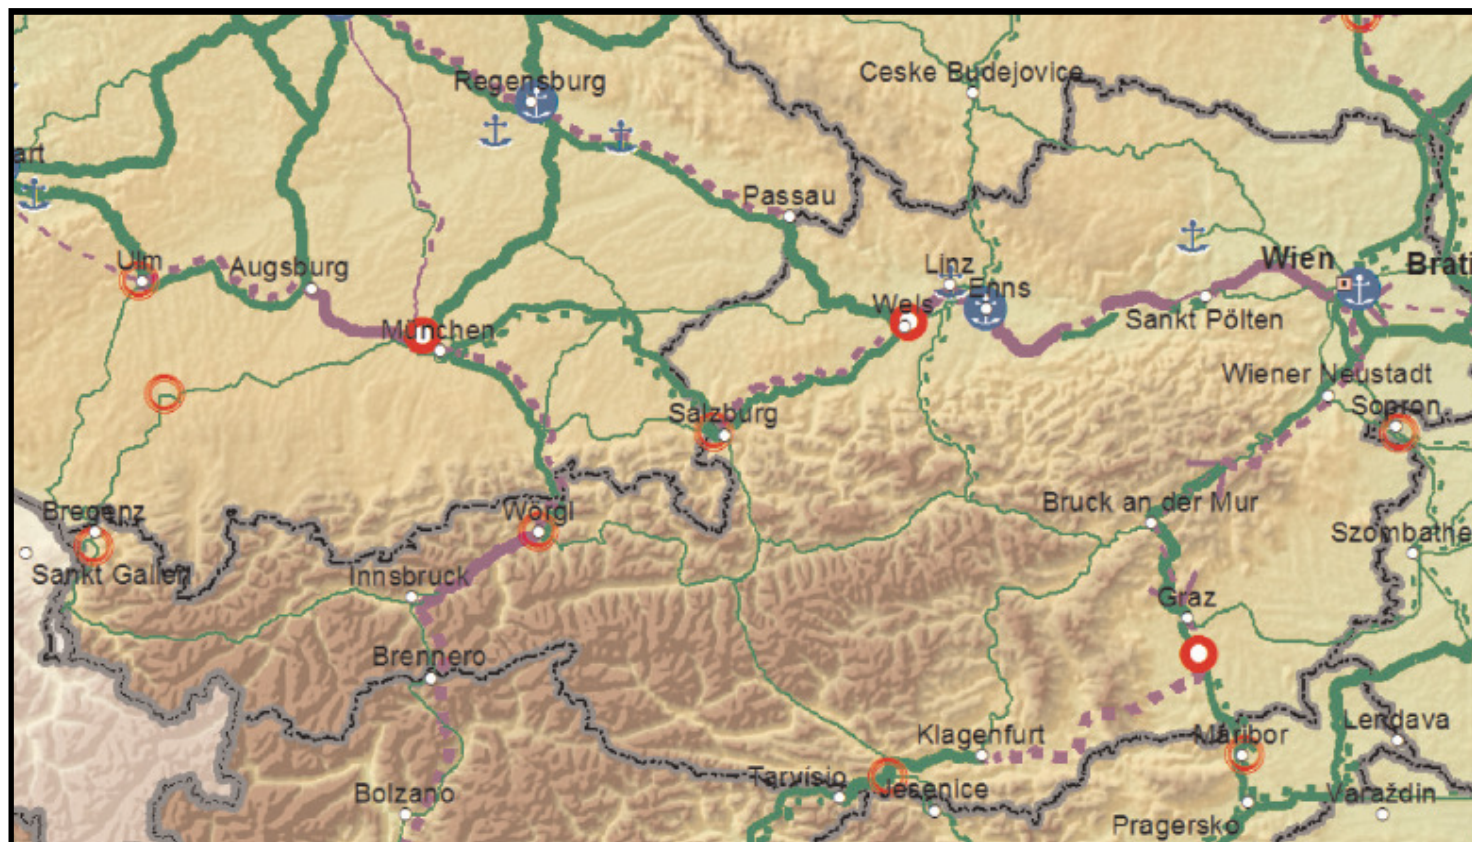 Regensburg
Ceske Budejovice
art
Passau
Ulm
Augsburg
Linz
Enns
Wien
Brati
Wels
München
Sankt Pölten
Wiener Neustadt
Salzburg
Sopron
Bregenz
Wörgl
Bruck an der Mur
Szombathe
Sankt Gallen
Innsbruck
Graz
Brennero
Klagenfurt
Maribor
Lendava
Tarvisio
Jesenice
Bolzano
Varaždin
Pragersko